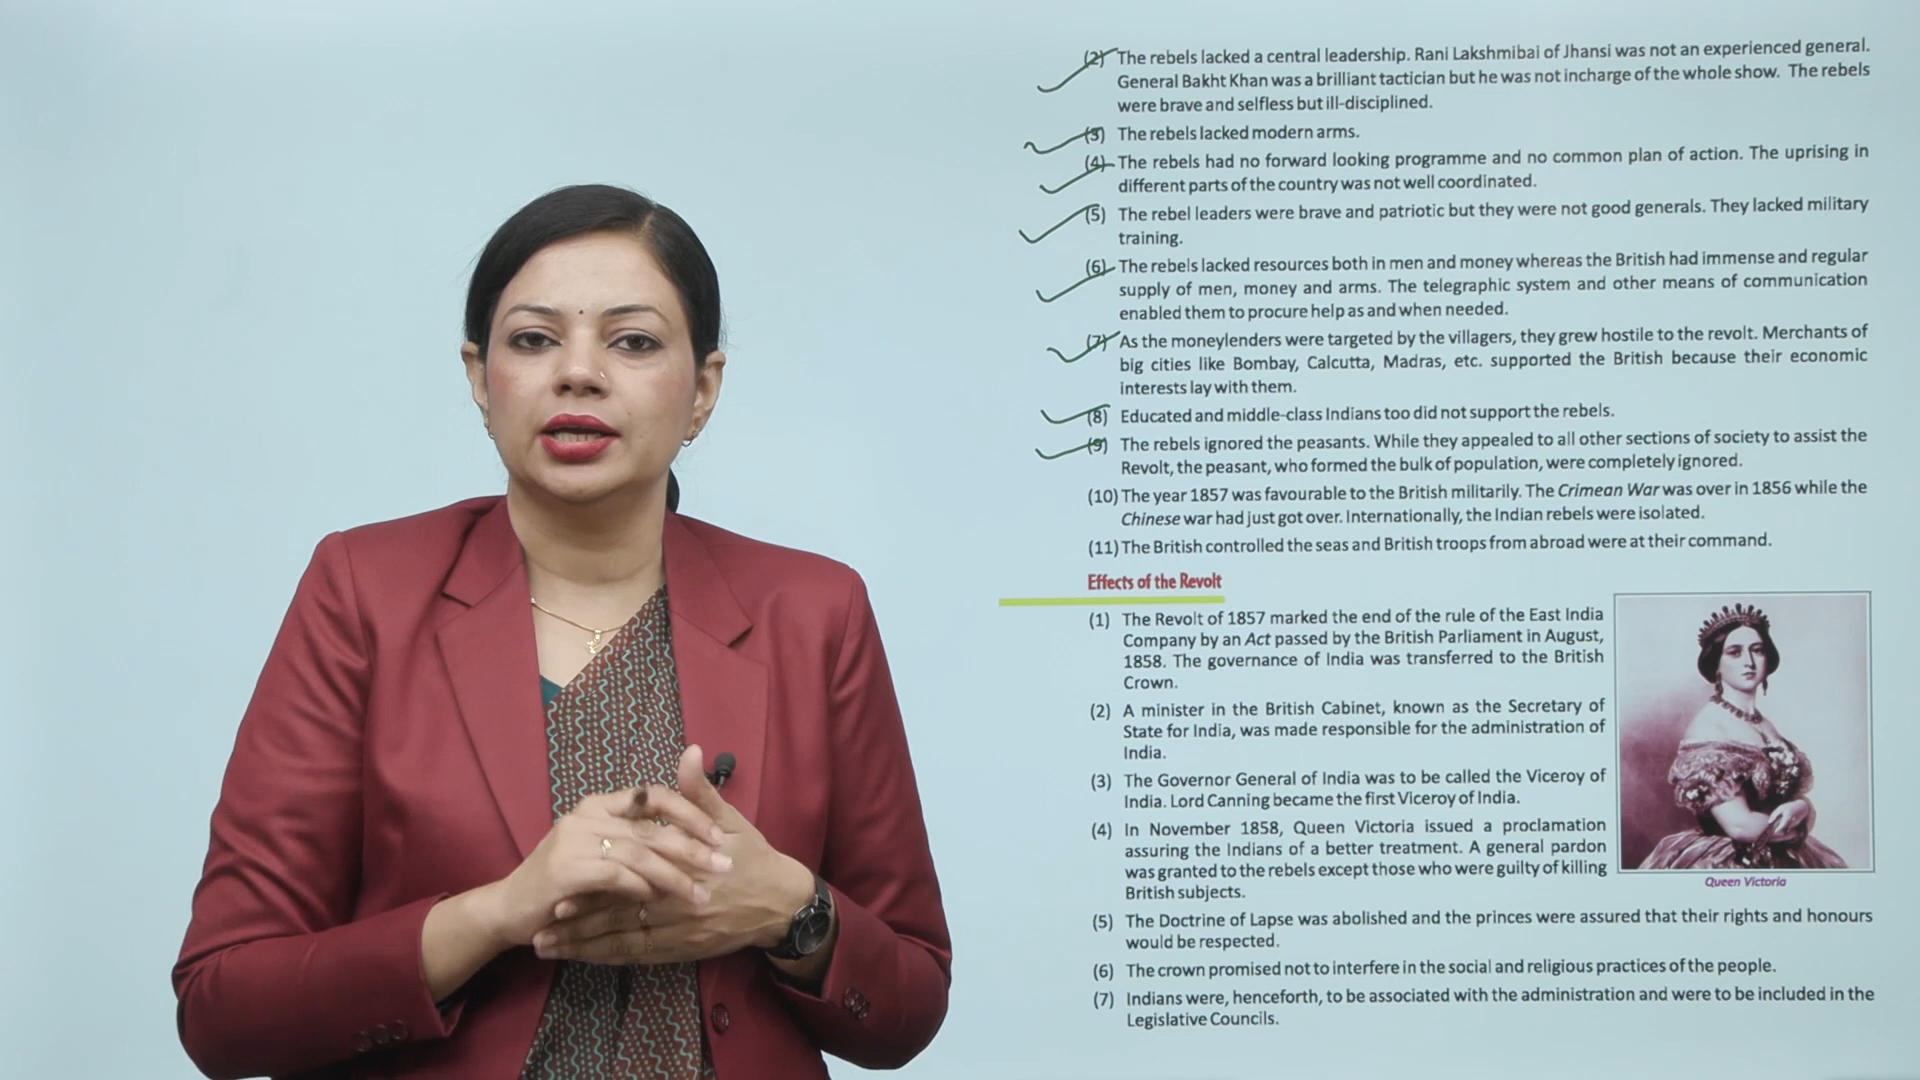 (2) The rebels lacked a central leadership. Rani Lakshmibai of Jhansi was not an experienced general.
General Bakht Khan was a brilliant tactician but he was not incharge of the whole show. The rebels
were brave and selfless but ill-disciplined.
(3) The rebels lacked modern arms.
(4) The rebels had no forward looking programme and no common plan of action. The uprising in
different parts of the country was not well coordinated.
(5) The rebel leaders were brave and patriotic but they were not good generals. They lacked military
training.
(6) The rebels lacked resources both in men and money whereas the British had immense and regular
supply of men, money and arms. The telegraphic system and other means of communication
enabled them to procure help as and when needed.
(7) As the moneylenders were targeted by the villagers, they grew hostile to the revolt. Merchants of
big cities like Bombay, Calcutta, Madras, etc. supported the British because their economic
interests lay with them.
(8) Educated and middle-class Indians too did not support the rebels.
(9) The rebels ignored the peasants. While they appealed to all other sections of society to assist the
Revolt, the peasant, who formed the bulk of population, were completely ignored.
(10) The year 1857 was favourable to the British militarily. The Crimean War was over in 1856 while the
Chinese war had just got over. Internationally, the Indian rebels were isolated.
(11) The British controlled the seas and British troops from abroad were at their command.
Effects of the Revolt
(1) The Revolt of 1857 marked the end of the rule of the East India
Company by an Act passed by the British Parliament in August,
1858. The governance of India was transferred to the British
Crown.
(2) A minister in the British Cabinet, known as the Secretary of
State for India, was made responsible for the administration of
India.
(3) The Governor General of India was to be called the Viceroy of
India. Lord Canning became the first Viceroy of India.
(4) In November 1858, Queen Victoria issued a proclamation
assuring the Indians of a better treatment. A general pardon
was granted to the rebels except those who were guilty of killing
British subjects.
Queen Victoria
(5) The Doctrine of Lapse was abolished and the princes were assured that their rights and honours
would be respected.
(6) The crown promised not to interfere in the social and religious practices of the people.
(7) Indians were, henceforth, to be associated with the administration and were to be included in the
Legislative Councils.